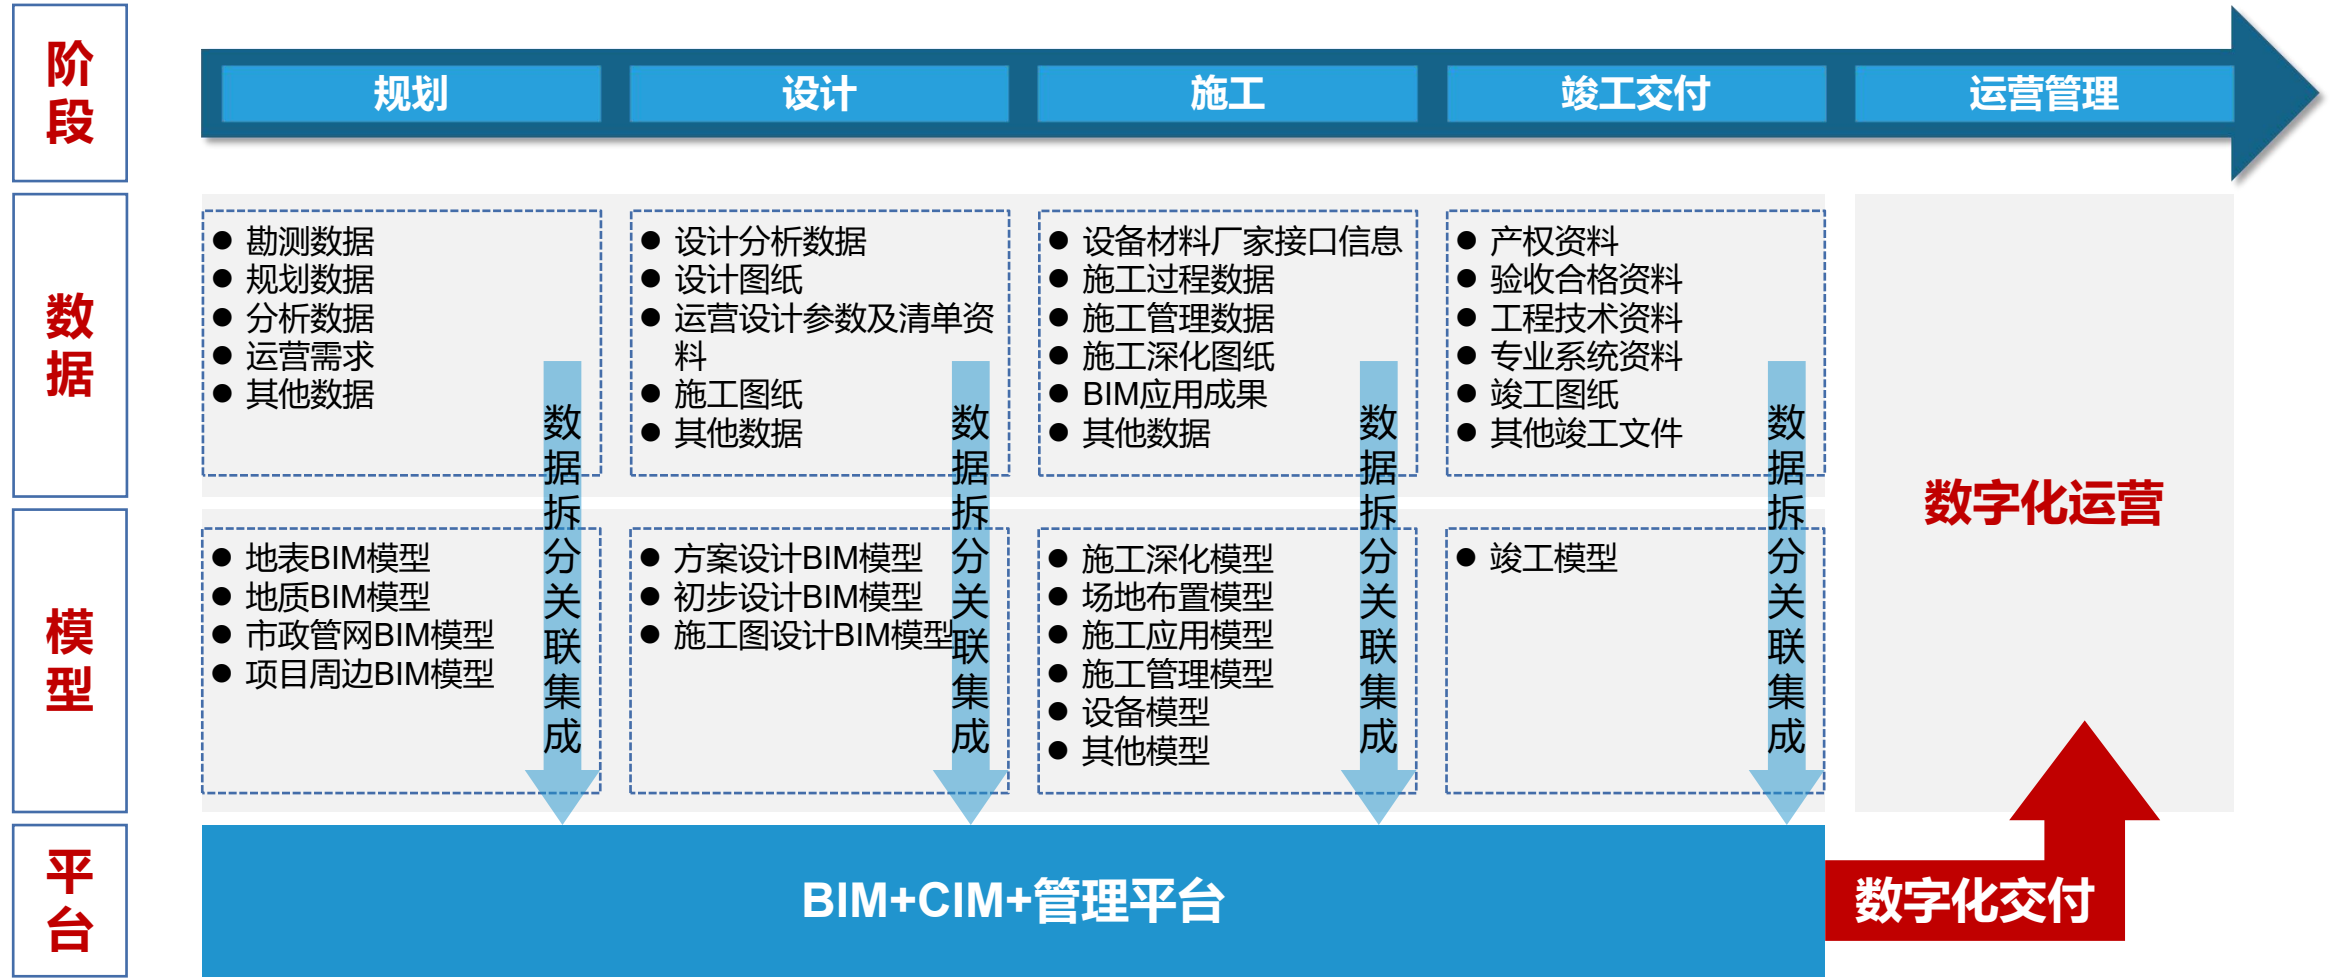 阶段
规划
设计
施工
竣工交付
运营管理
数据
勘测数据
规划数据
分析数据
运营需求
其他数据
设计分析数据
设计图纸
运营设计参数及清单资
料
施工图纸
其他数据
设备材料厂家接口信息
施工过程数据
施工管理数据
施工深化图纸
BIM应用成果
其他数据
产权资料
验收合格资料
工程技术资料
专业系统资料
竣工图纸
其他竣工文件
数据拆分关联集成
数据拆分关联集成
数据拆分关联集成
数据拆分关联集成
数字化运营
模型
地表BIM模型
地质BIM模型
市政管网BIM模型
项目周边BIM模型
方案设计BIM模型
初步设计BIM模型
施工图设计BIM模型
施工深化模型
场地布置模型
施工应用模型
施工管理模型
设备模型
其他模型
竣工模型
平台
BIM+CIM+管理平台
数字化交付